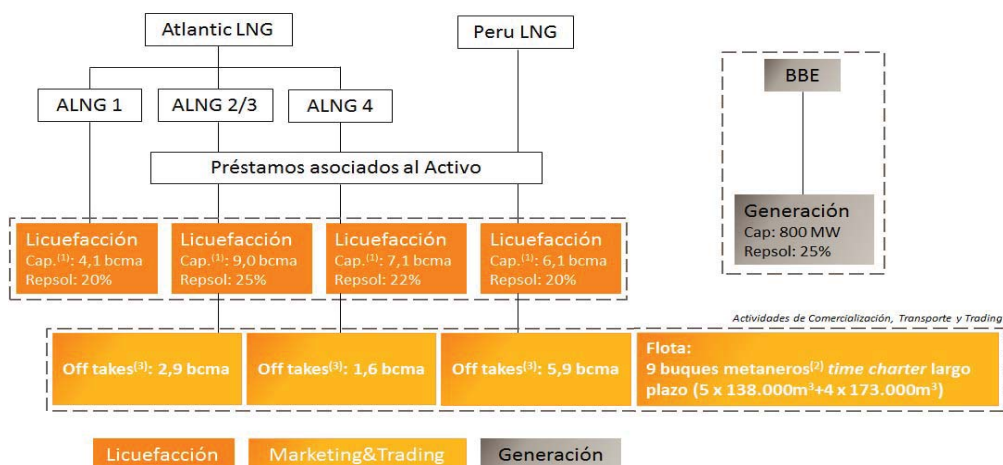 Atlantic LNG
Peru LNG
BBE
ALNG 1
ALNG 2/3
ALNG 4
Préstamos asociados al Activo
Licuefacción
Cap.(1): 4,1 bcma
Repsol: 20%
Licuefacción
Cap.(1): 9,0 bcma
Repsol: 25%
Licuefacción
Cap.(1): 7,1 bcma
Repsol: 22%
Licuefacción
Cap.(1): 6,1 bcma
Repsol: 20%
Generación
Cap: 800 MW
Repsol: 25%
Actividades de Comercialización, Transporte y Trading
Off takes(3): 2,9 bcma
Off takes(3): 1,6 bcma
Off takes(3): 5,9 bcma
Flota:
9 buques metaneros(2) time charter largo
plazo (5 x 138.000m3+4 x 173.000m3)
Licuefacción
Marketing&Trading
Generación